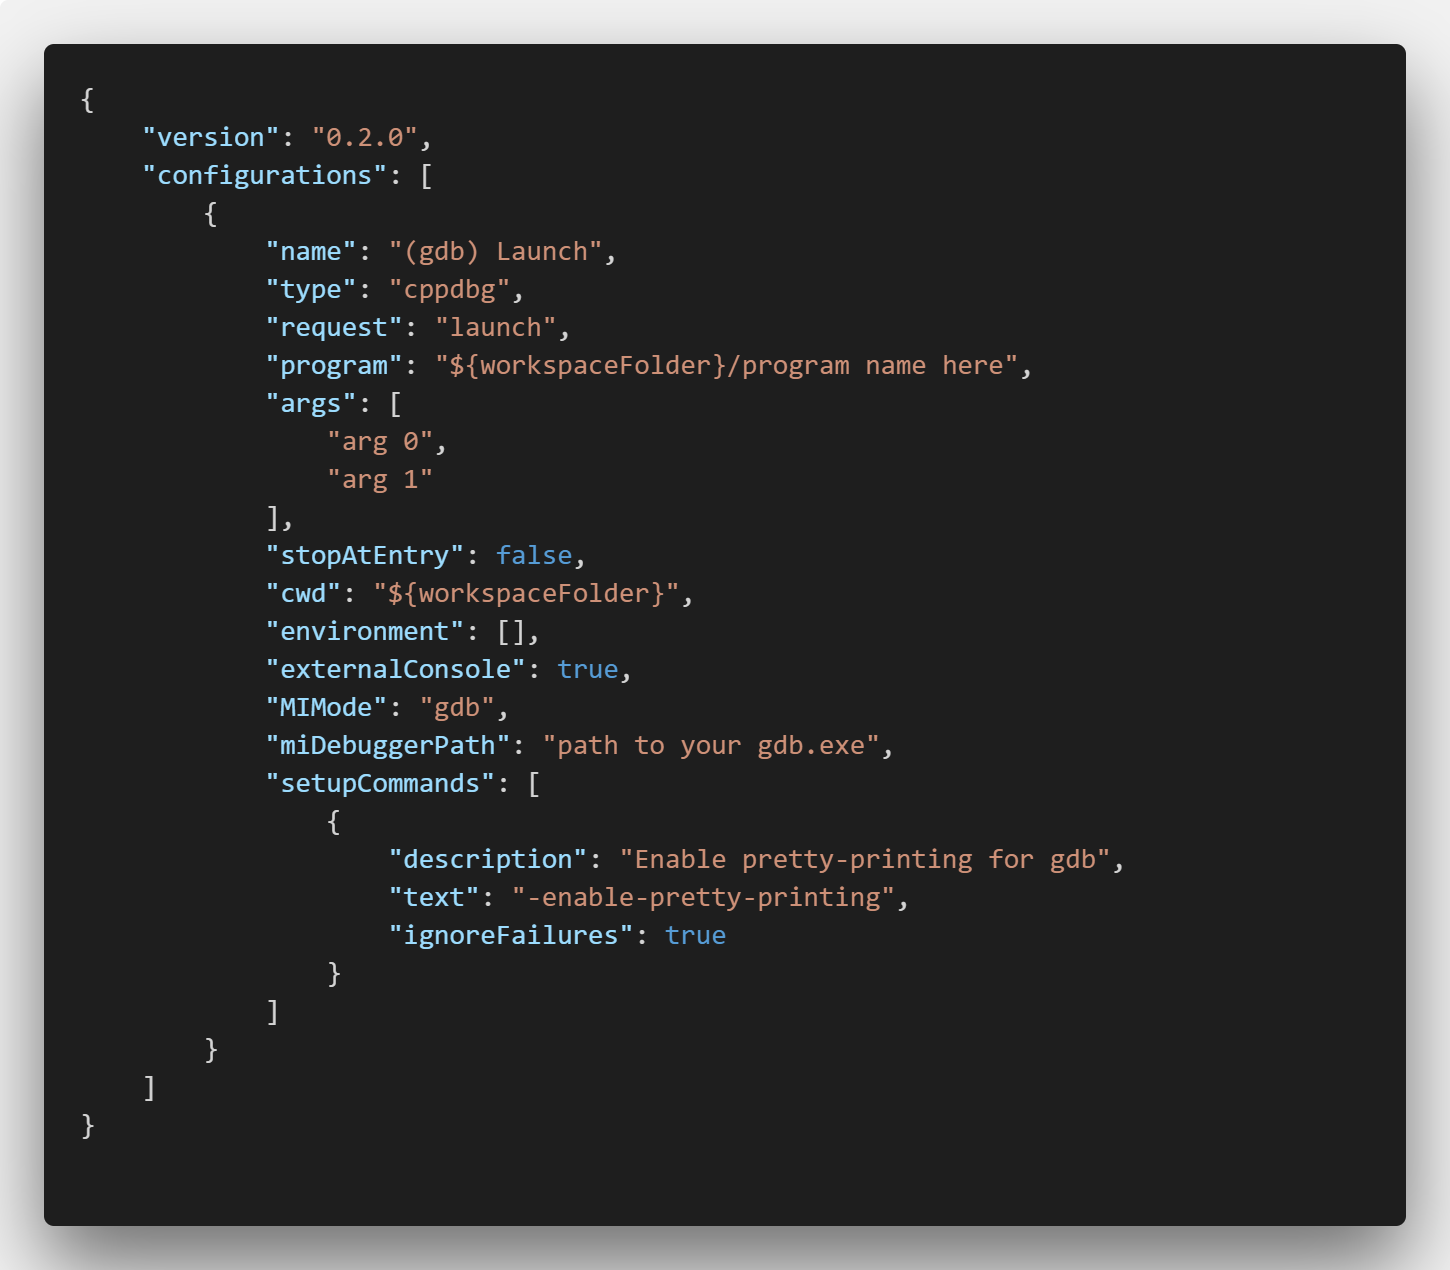 {
    "version": "0.2.0",
    "configurations": [
        {
            "name": "(gdb) Launch",
            "type": "cppdbg",
            "request": "launch",
            "program": "${workspaceFolder}/program name here",
            "args": [
                "arg 0",
                "arg 1"
            ],
            "stopAtEntry": false,
            "cwd": "${workspaceFolder}",
            "environment": [],
            "externalConsole": true,
            "MIMode": "gdb",
            "miDebuggerPath": "path to your gdb.exe",
            "setupCommands": [
                {
                    "description": "Enable pretty-printing for gdb",
                    "text": "-enable-pretty-printing",
                    "ignoreFailures": true
                }
            ]
        }
    ]
}